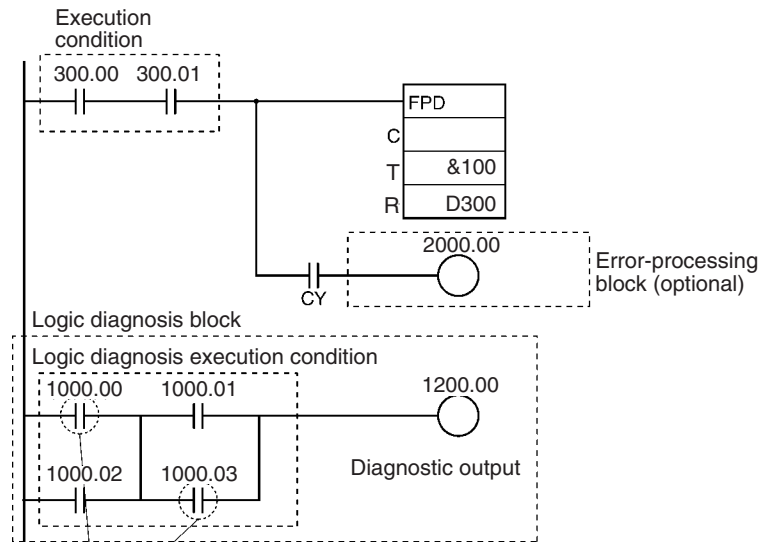 Execution
condition
300.00 300.01
FPD
C
T &100
R D300
2000.00
CY
Error-processing
block (optional)
Logic diagnosis block
Logic diagnosis execution condition
1000.00 1000.01
1200.00
1000.02 1000.03
Diagnostic output